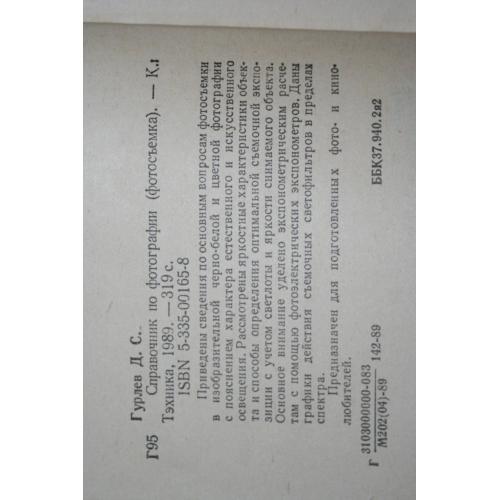 Гурлев Д. С.
Г95 Справочник по фотографии (фотосъемка). — К.:
Тэхника, 1989. — 319 с.
ISBN 5-335-00165-8
Приведены сведения по основным вопросам фотосъемки
в изобразительной черно-белой и цветной фотографии
с пояснением характера естественного и искусственного
освещения. Рассмотрены яркостные характеристики объек-
та и способы определения оптимальной съемочной экспо-
зиции с учетом светлоты и яркости снимаемого объекта.
Основное внимание уделено экспонометрическим расче-
там с помощью фотоэлектрических экспонометров. Даны
графики действия съемочных светофильтров в пределах
спектра.
Предназначен для подготовленных фото- и кино-
любителей.
Г 3103000000-083
М202(04)-89 142-89 ББК37.940.2я2